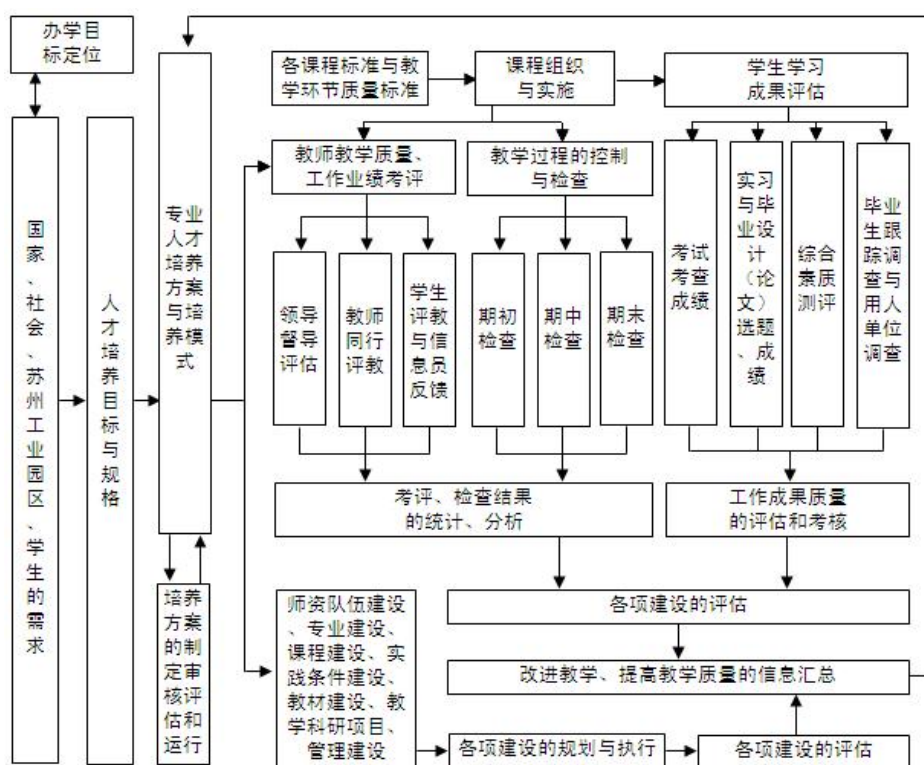 办学目
标定位
国家、社会、苏州工业园区、学生的需求
人才培养目标与规格
专业
人才
培养
方案
与培
养模
式
培养
方案
的制
定审
核评
估和
运行
各课程标准与教
学环节质量标准
课程组织
与实施
学生学习
成果评估
教师教学质量、
工作业绩考评
教学过程的控制
与检查
领导
督导
评估
教师
同行
评教
学生
评教
与信
息员
反馈
期初
检查
期中
检查
期末
检查
考试
考查
成绩
实习
与毕
业设
计
（论
文）
选题
、成
绩
综合
素质
测评
毕业
生跟
踪调
查与
用人
单位
调查
考评、检查结果
的统计、分析
工作成果质量
的评估和考核
师资队伍建设
、专业建设、
课程建设、实
践条件建设、
教材建设、教
学科研项目、
管理建设
各项建设的评估
改进教学、提高教学质量的信息汇总
各项建设的规划与执行
各项建设的评估